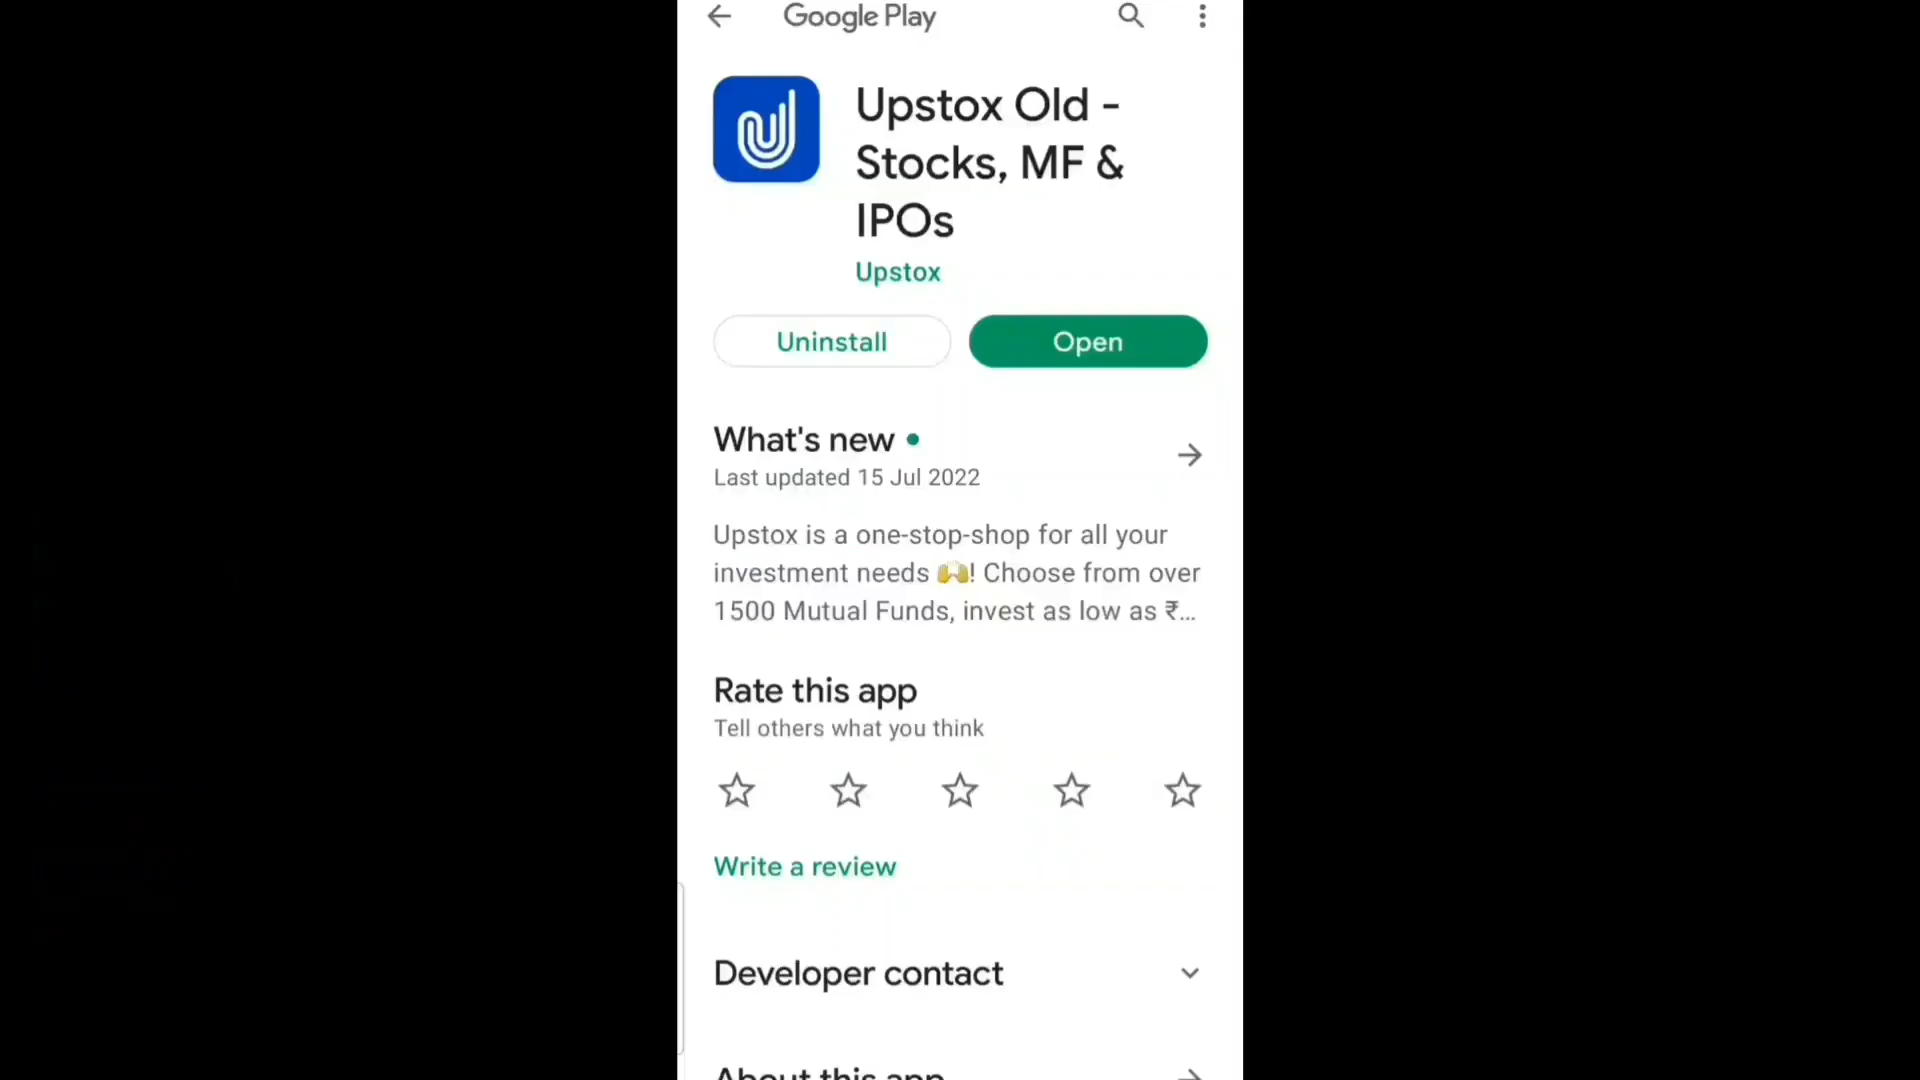 Google Play
Upstox Old -
Stocks, MF &
IPOs
Upstox
Uninstall
Open
What's new
Last updated 15 Jul 2022
Upstox is a one-stop-shop for all your
investment needs 🙌! Choose from over
1500 Mutual Funds, invest as low as ₹...
Rate this app
Tell others what you think
Write a review
Developer contact
About this app